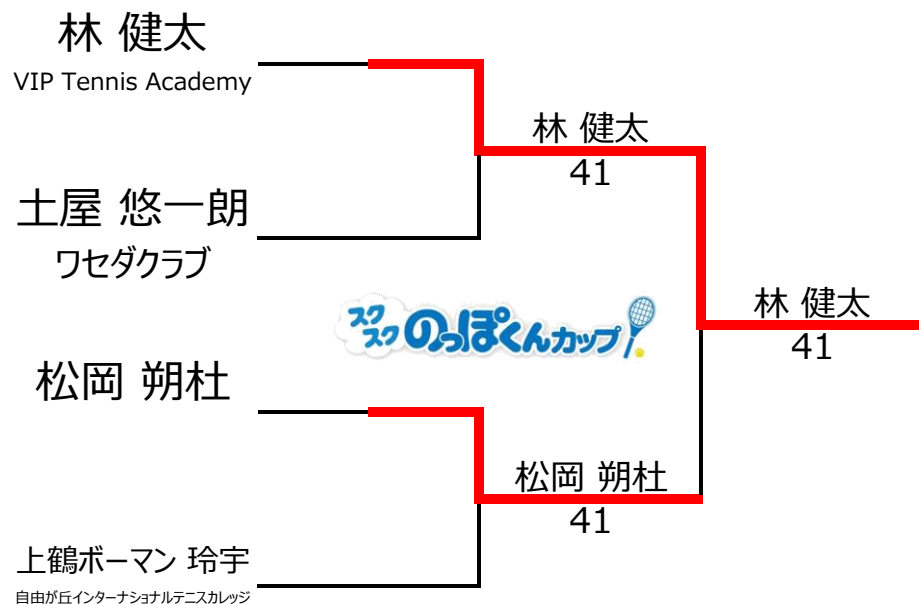 林 健太
VIP Tennis Academy
林 健太
41
土屋 悠一朗
ワセダクラブ
スク
スク のっぽくんカップ
林 健太
41
松岡 朔杜
松岡 朔杜
41
上鶴ボーマン 玲宇
自由が丘インターナショナルテニスカレッジ